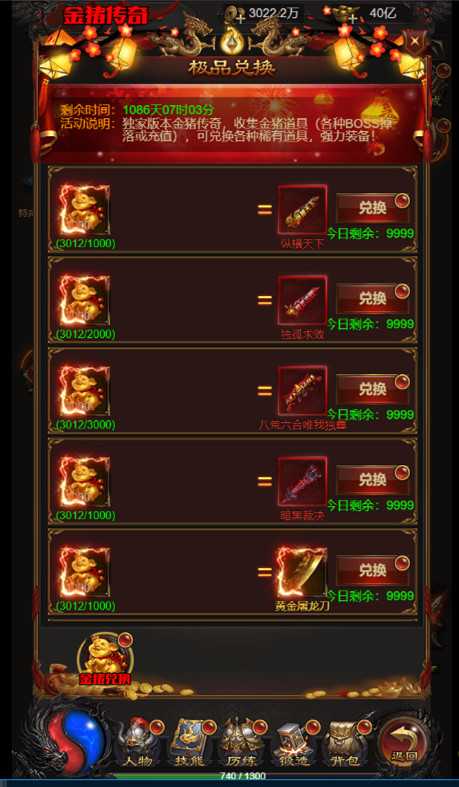 金猪传奇
3022.2万
40亿
极品兑换
剩余时间：1086天07时03分
活动说明：独家版本金猪传奇，收集金猪道具（各种BOSS掉
落或充值），可兑换各种稀有道具，强力装备！
(3012/1000)
=
纵横天下
兑换
今日剩余：9999
(3012/2000)
=
独孤求败
兑换
今日剩余：9999
(3012/3000)
=
八荒六合唯我独尊
兑换
今日剩余：9999
(3012/1000)
=
暗黑裁决
兑换
今日剩余：9999
(3012/1000)
=
黄金屠龙刀
兑换
今日剩余：9999
金猪兑换
人物
技能
历练
锻造
背包
返回
740 / 1300